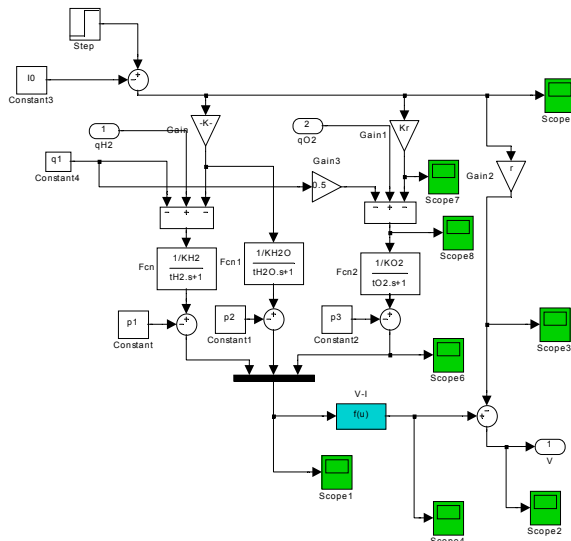 Step
I0
Constant3
Scope
1
qH2
-K-
Gain
2
qO2
Kr
Gain1
q1
Constant4
Gain3
0.5
Scope7
r
Gain2
Scope8
1/KH2
tH2.s+1
Fcn
1/KH2O
tH2O.s+1
Fcn1
1/KO2
tO2.s+1
Fcn2
p1
Constant
p2
Constant1
p3
Constant2
Scope3
Scope6
V-I
f(u)
1
V
Scope1
Scope4
Scope2